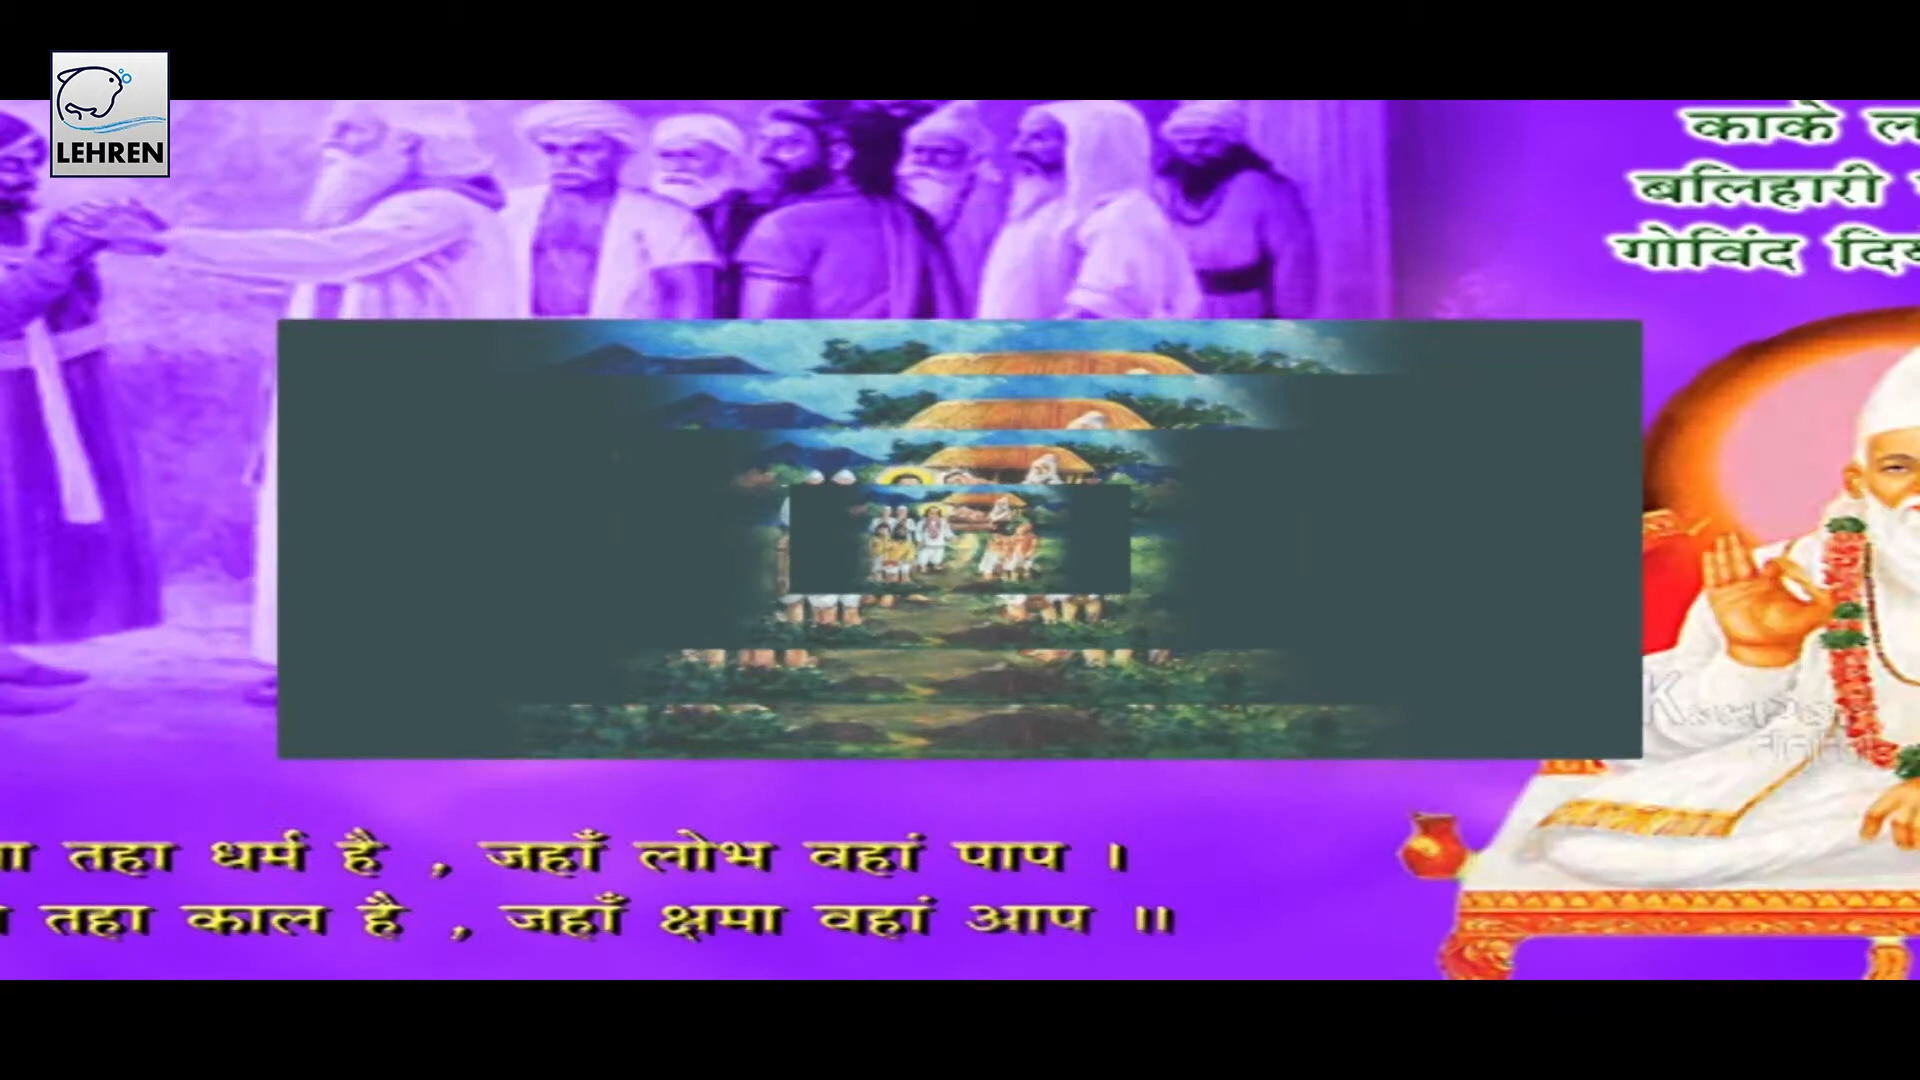 LEHREN
काके
बलिहारी
गोविंद
तहा धर्म है , जहाँ लोभ वहां पाप ।
तहा काल है , जहाँ क्षमा वहां आप ।।